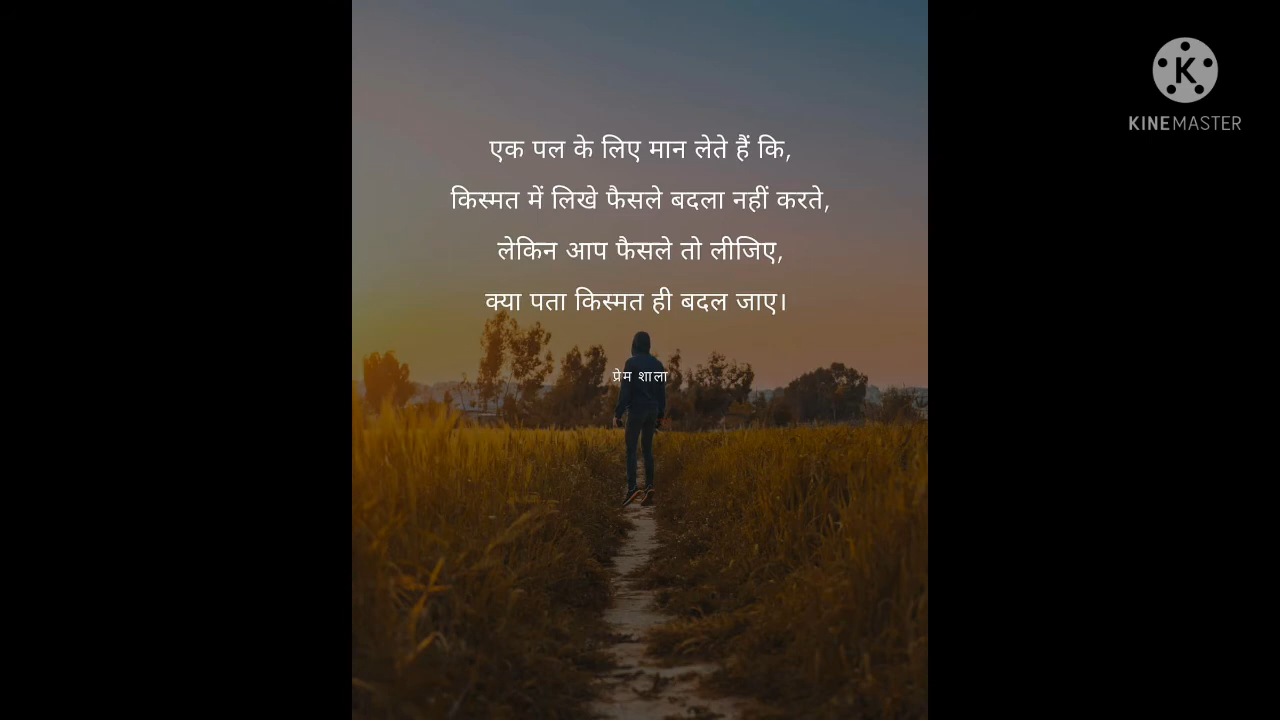 एक पल के लिए मान लेते हैं कि,
किस्मत में लिखे फैसले बदला नहीं करते,
लेकिन आप फैसले तो लीजिए,
क्या पता किस्मत ही बदल जाए।
प्रेम शाला
K
KINEMASTER